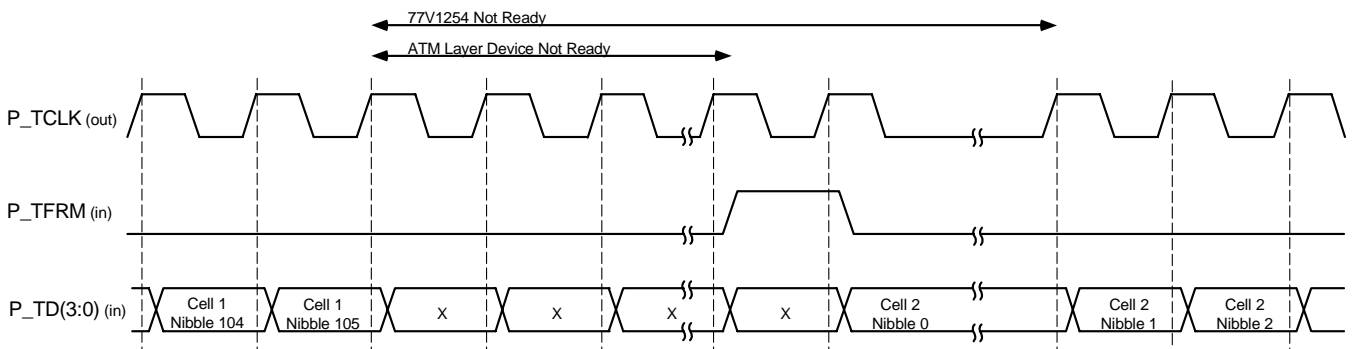 77V1254 Not Ready
ATM Layer Device Not Ready
P_TCLK (out)
P_TFRM (in)
P_TD(3:0) (in)
Cell 1
Nibble 104
Cell 1
Nibble 105
X
X
X
X
Cell 2
Nibble 0
Cell 2
Nibble 1
Cell 2
Nibble 2